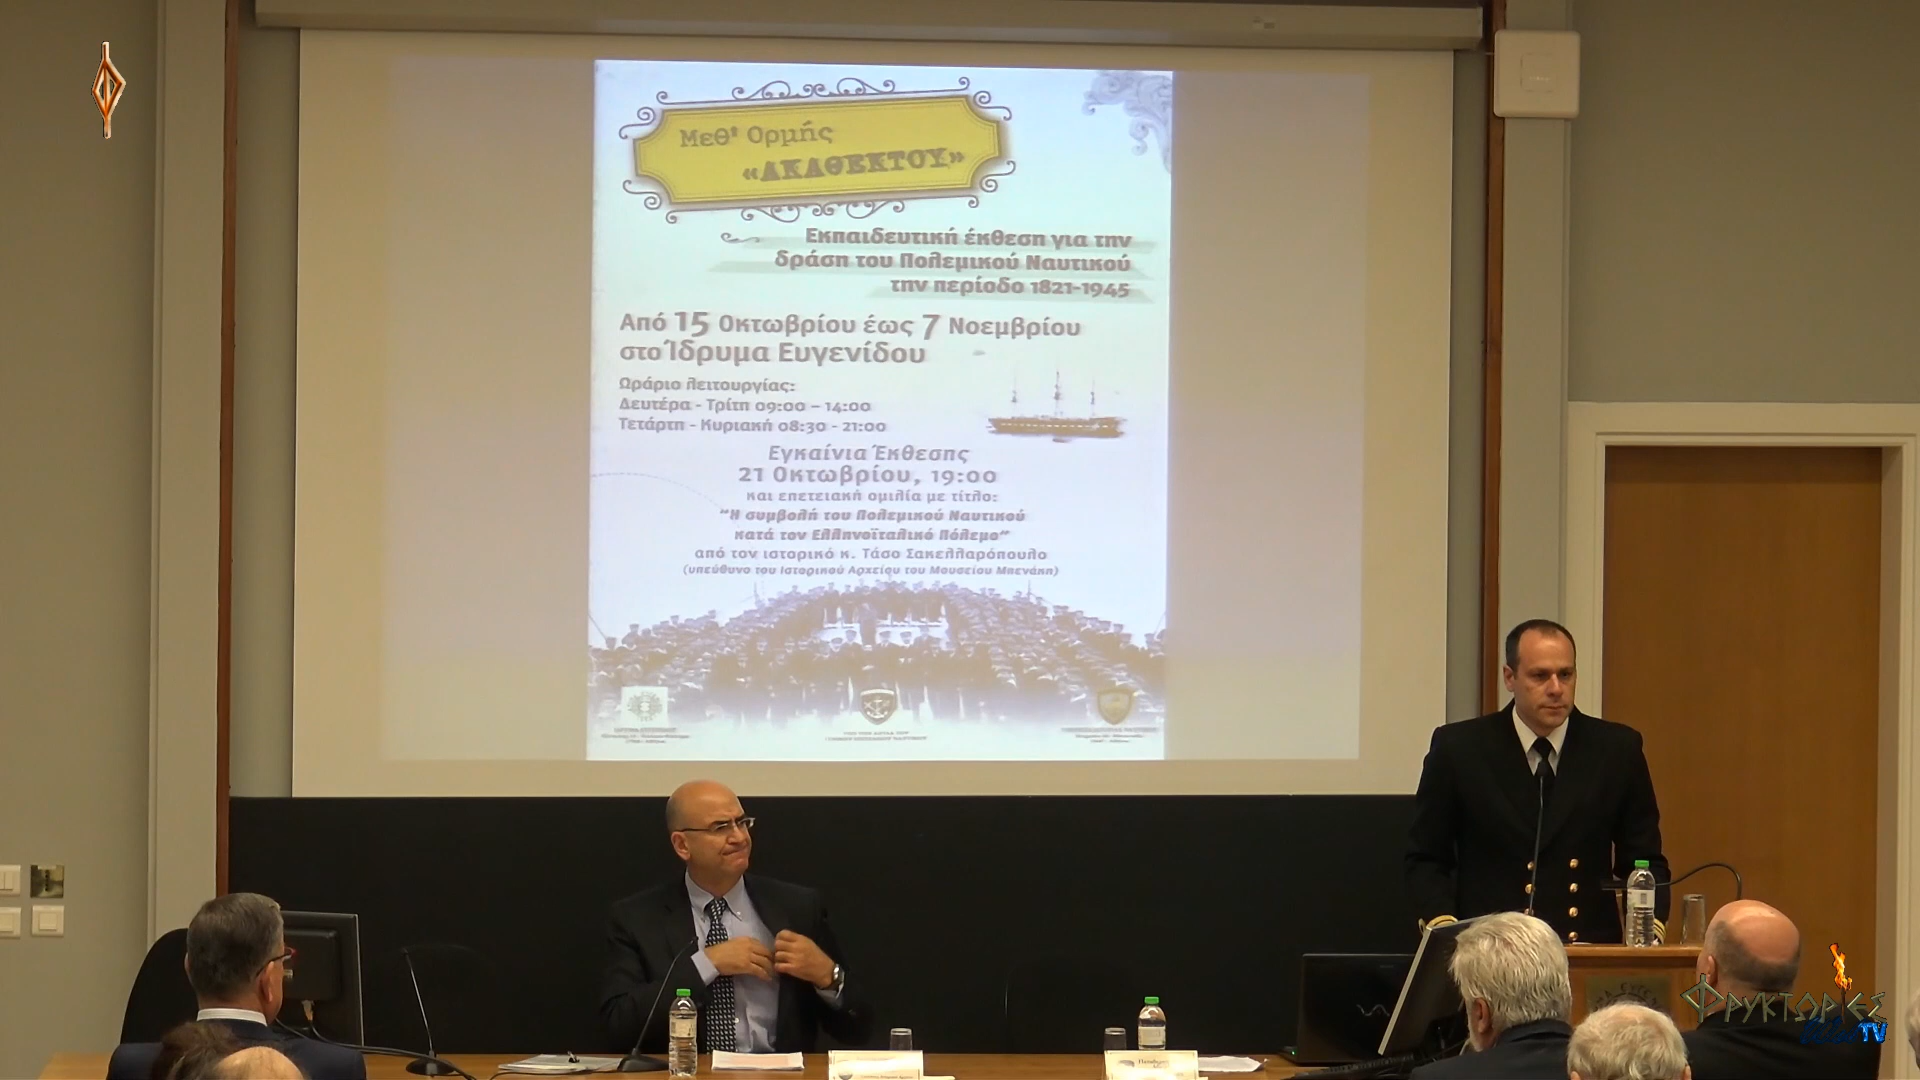 Μεθ' Ορμής
«ΑΚΑΘΕΚΤΟΥ»
Εκπαιδευτική έκθεση για την
δράση του Πολεμικού Ναυτικού
την περίοδο 1821-1945
Από 15 Οκτωβρίου έως 7 Νοεμβρίου
στο Ίδρυμα Ευγενίδου
Ωράριο λειτουργίας:
Δευτέρα - Τρίτη 09:00 – 14:00
Τετάρτη - Κυριακή 08:30 - 21:00
Εγκαίνια Έκθεσης
21 Οκτωβρίου, 19:00
και επετειακή ομιλία με τίτλο:
"Η συμβολή του Πολεμικού Ναυτικού
κατά τον Ελληνοϊταλικό Πόλεμο"
από τον ιστορικό κ. Τάσο Σακελλαρόπουλο
(υπεύθυνο του Ιστορικού Αρχείου του Μουσείου Μπενάκη)
ΦΡΥΚΤΩΡΙΕΣ
TV